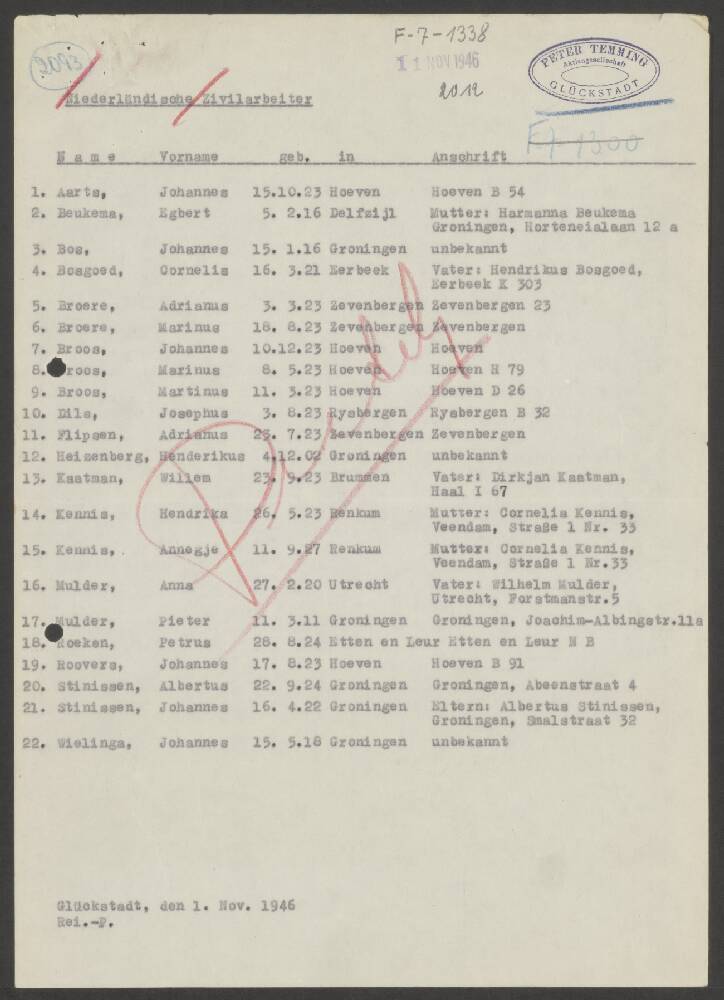 F-7-1338
2093
11 NOV 1946
2012
PETER TEMMING
Aktiengesellschaft
GLÜCKSTADT
F7-1300
Niederländische Zivilarbeiter
Name Vorname geb. in Anschrift
1. Aarts, Johannes 15.10.23 Hoeven Hoeven B 54
2. Beukema, Egbert 5. 2.16 Delfzijl Mutter: Harmanna Beukema
Groningen, Horteneialaan 12 a
3. Bos, Johannes 15. 1.16 Groningen unbekannt
4. Bosgoed, Cornelis 16. 3.21 Eerbeek Vater: Hendrikus Bosgoed,
Eerbeek K 303
5. Broere, Adrianus 3. 3.23 Zevenbergen Zevenbergen 23
6. Broere, Marinus 18. 8.23 Zevenbergen Zevenbergen
7. Broos, Johannes 10.12.23 Hoeven Hoeven
8. Broos, Marinus 8. 5.23 Hoeven Hoeven H 79
9. Broos, Martinus 11. 3.23 Hoeven Hoeven D 26
10. Dils, Josephus 3. 8.23 Rysbergen Rysbergen B 32
11. Flipsen, Adrianus 23. 7.23 Zevenbergen Zevenbergen
12. Heizenberg, Henderikus 4.12.02 Groningen unbekannt
13. Kaatman, Willem 23. 9.23 Brummen Vater: Dirkjan Kaatman,
Haal I 67
14. Kennis, Hendrika 26. 5.23 Renkum Mutter: Cornelia Kennis,
Veendam, Straße 1 Nr. 33
15. Kennis, Annegje 11. 9.27 Renkum Mutter: Cornelia Kennis,
Veendam, Straße 1 Nr.33
16. Mulder, Anna 27. 2.20 Utrecht Vater: Wilhelm Mulder,
Utrecht, Forstmanstr.5
17. Mulder, Pieter 11. 3.11 Groningen Groningen, Joachim-Albingstr.11a
18. Roeken, Petrus 28. 8.24 Etten en Leur Etten en Leur N B
19. Roovers, Johannes 17. 8.23 Hoeven Hoeven B 91
20. Stinissen, Albertus 22. 9.24 Groningen Groningen, Abeenstraat 4
21. Stinissen, Johannes 16. 4.22 Groningen Eltern: Albertus Stinissen,
Groningen, Smalstraat 32
22. Wielinga, Johannes 15. 5.18 Groningen unbekannt
Glückstadt, den 1. Nov. 1946
Rei.-P.